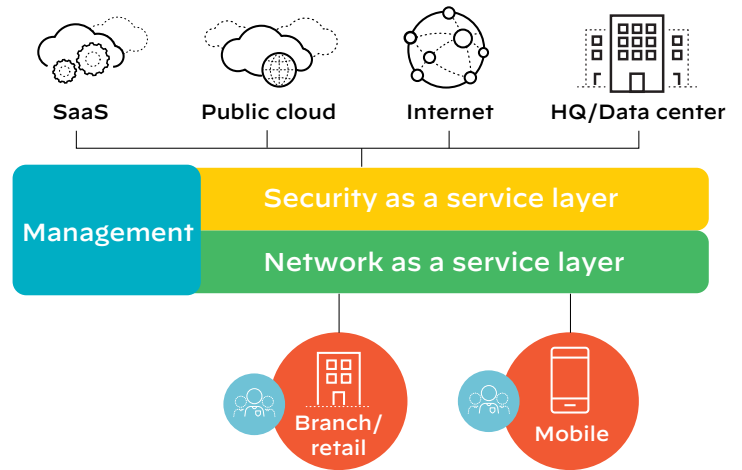 SaaS
Public cloud
Internet
HQ/Data center
Management
Security as a service layer
Network as a service layer
Branch/
retail
Mobile